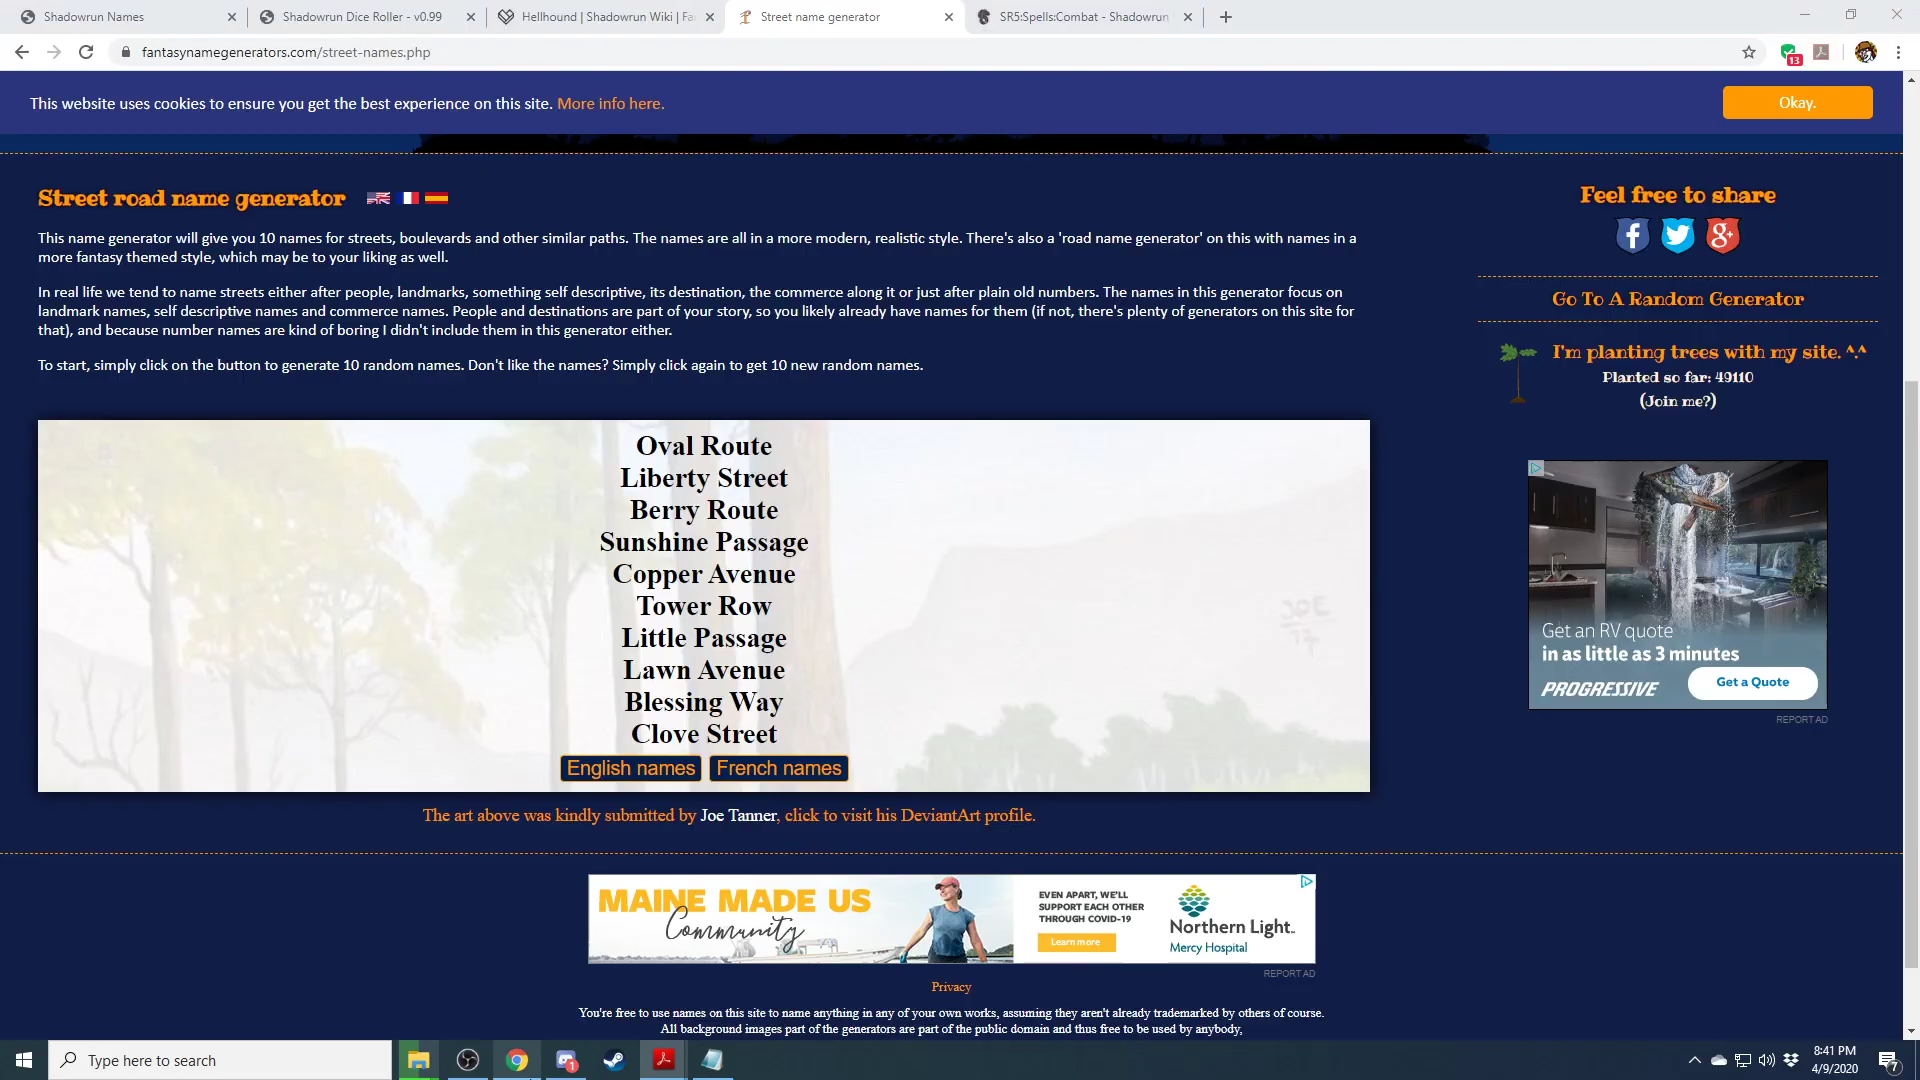 Shadowrun Names
Shadowrun Dice Roller - v0.99
Hellhound | Shadowrun Wiki | Fa
Street name generator
SR5:Spells:Combat - Shadowrun
fantasynamegenerators.com/street-names.php
13
This website uses cookies to ensure you get the best experience on this site. More info here.
Okay.
Street road name generator
This name generator will give you 10 names for streets, boulevards and other similar paths. The names are all in a more modern, realistic style. There's also a 'road name generator' on this with names in a
more fantasy themed style, which may be to your liking as well.
In real life we tend to name streets either after people, landmarks, something self descriptive, its destination, the commerce along it or just after plain old numbers. The names in this generator focus on
landmark names, self descriptive names and commerce names. People and destinations are part of your story, so you likely already have names for them (if not, there's plenty of generators on this site for
that), and because number names are kind of boring I didn't include them in this generator either.
To start, simply click on the button to generate 10 random names. Don't like the names? Simply click again to get 10 new random names.
Oval Route
Liberty Street
Berry Route
Sunshine Passage
Copper Avenue
Tower Row
Little Passage
Lawn Avenue
Blessing Way
Clove Street
English names
French names
JOE
The art above was kindly submitted by Joe Tanner, click to visit his DeviantArt profile.
Feel free to share
f
g+
Go To A Random Generator
I'm planting trees with my site. ^.^
Planted so far: 49110
(Join me?)
Get an RV quote
in as little as 3 minutes
PROGRESSIVE
Get a Quote
REPORT AD
MAINE MADE US
Community
EVEN APART, WE'LL
SUPPORT EACH OTHER
THROUGH COVID-19
Learn more
Northern Light
Mercy Hospital
REPORT AD
Privacy
You're free to use names on this site to name anything in any of your own works, assuming they aren't already trademarked by others of course.
All background images part of the generators are part of the public domain and thus free to be used by anybody,
Type here to search
1
8:41 PM
4/9/2020
7